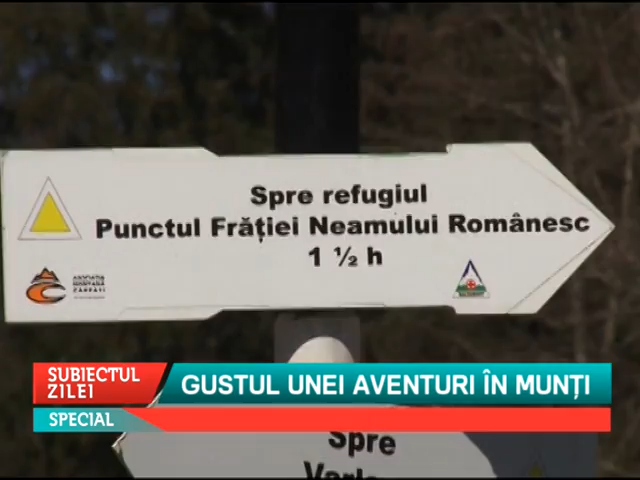 Spre refugiul
Punctul Frăției Neamului Românesc
1 ½ h
SUBIECTUL
ZILEI
GUSTUL UNEI AVENTURI ÎN MUNȚI
SPECIAL
Spre